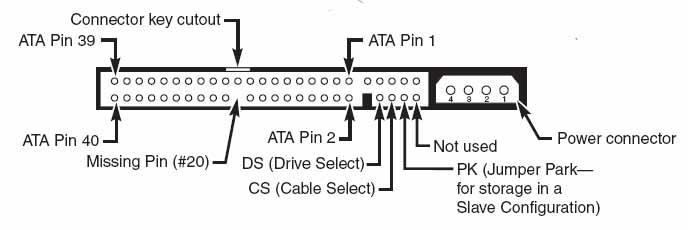 Connector key cutout
ATA Pin 39
ATA Pin 1
4 3 2 1
ATA Pin 40
Missing Pin (#20)
ATA Pin 2
DS (Drive Select)
CS (Cable Select)
Not used
PK (Jumper Park—
for storage in a
Slave Configuration)
Power connector